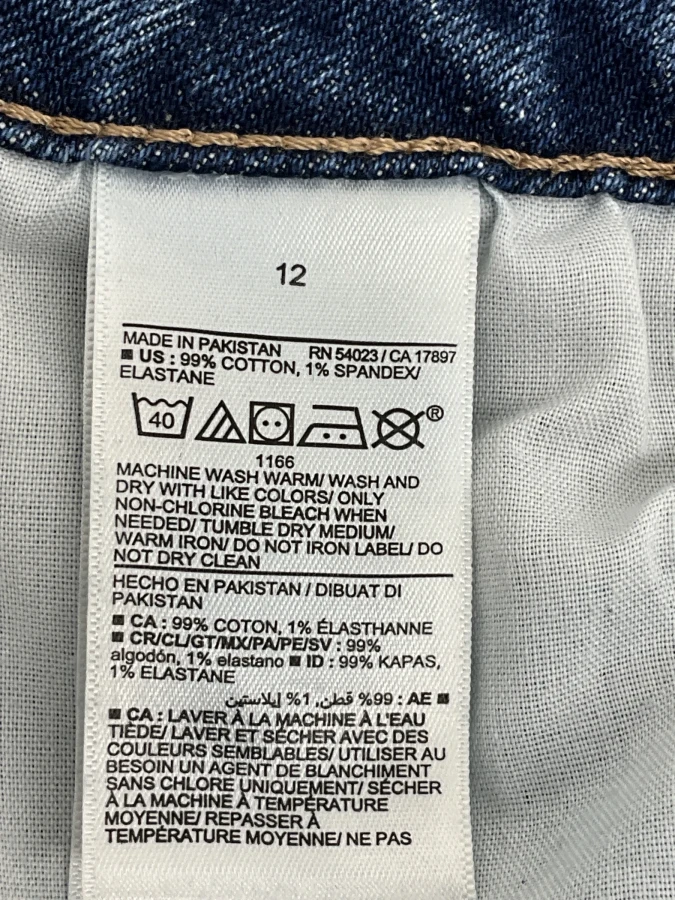 12
MADE IN PAKISTAN RN 54023 / CA 17897
■ US : 99% COTTON, 1% SPANDEX/
ELASTANE
40 ®
1166
MACHINE WASH WARM/ WASH AND
DRY WITH LIKE COLORS/ ONLY
NON-CHLORINE BLEACH WHEN
NEEDED/ TUMBLE DRY MEDIUM/
WARM IRON/ DO NOT IRON LABEL/ DO
NOT DRY CLEAN
HECHO EN PAKISTAN / DIBUAT DI
PAKISTAN
■ CA : 99% COTON, 1% ÉLASTHANNE
■ CR/CL/GT/MX/PA/PE/SV : 99%
algodón, 1% elastano ■ ID : 99% KAPAS,
1% ELASTANE
■ AE : 99% قطن, 1% إيلاستين
■ CA : LAVER À LA MACHINE À L'EAU
TIÈDE/ LAVER ET SÉCHER AVEC DES
COULEURS SEMBLABLES/ UTILISER AU
BESOIN UN AGENT DE BLANCHIMENT
SANS CHLORE UNIQUEMENT/ SÉCHER
À LA MACHINE À TEMPÉRATURE
MOYENNE/ REPASSER À
TEMPÉRATURE MOYENNE/ NE PAS